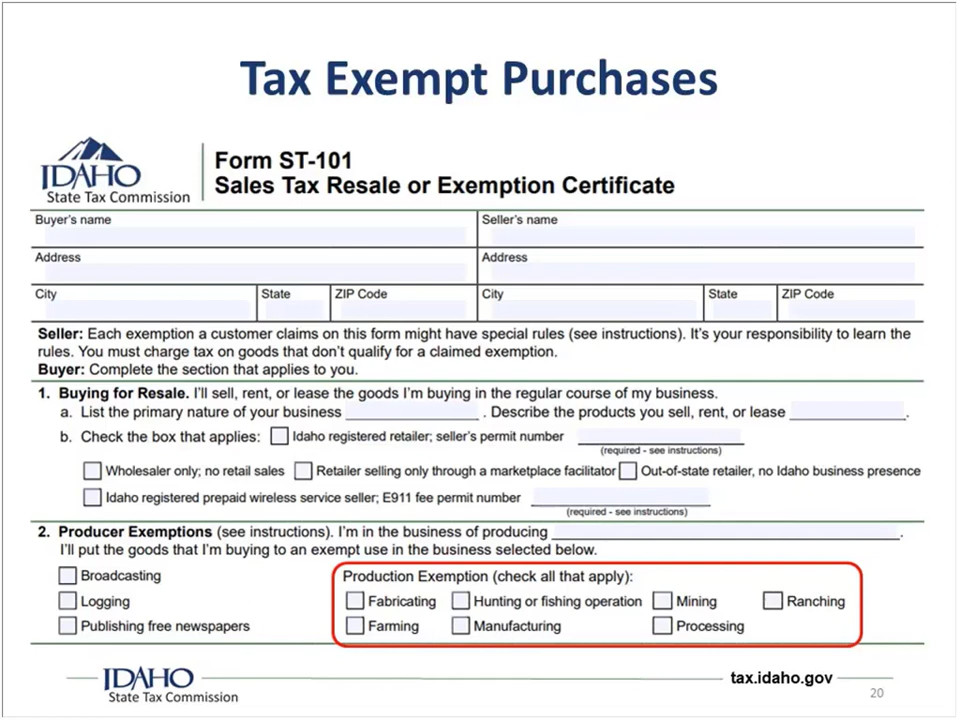 Tax Exempt Purchases
IDAHO
State Tax Commission
Form ST-101
Sales Tax Resale or Exemption Certificate
Buyer's name
Seller's name
Address
Address
City
State
ZIP Code
City
State
ZIP Code
Seller: Each exemption a customer claims on this form might have special rules (see instructions). It's your responsibility to learn the
rules. You must charge tax on goods that don't qualify for a claimed exemption.
Buyer: Complete the section that applies to you.
1. Buying for Resale. I'll sell, rent, or lease the goods I'm buying in the regular course of my business.
a. List the primary nature of your business . Describe the products you sell, rent, or lease .
b. Check the box that applies: Idaho registered retailer; seller's permit number
(required - see instructions)
Wholesaler only; no retail sales Retailer selling only through a marketplace facilitator Out-of-state retailer, no Idaho business presence
Idaho registered prepaid wireless service seller; E911 fee permit number
(required - see instructions)
2. Producer Exemptions (see instructions). I'm in the business of producing .
I'll put the goods that I'm buying to an exempt use in the business selected below.
Broadcasting
Logging
Publishing free newspapers
Production Exemption (check all that apply):
Fabricating Hunting or fishing operation Mining Ranching
Farming Manufacturing Processing
IDAHO
State Tax Commission
tax.idaho.gov
20